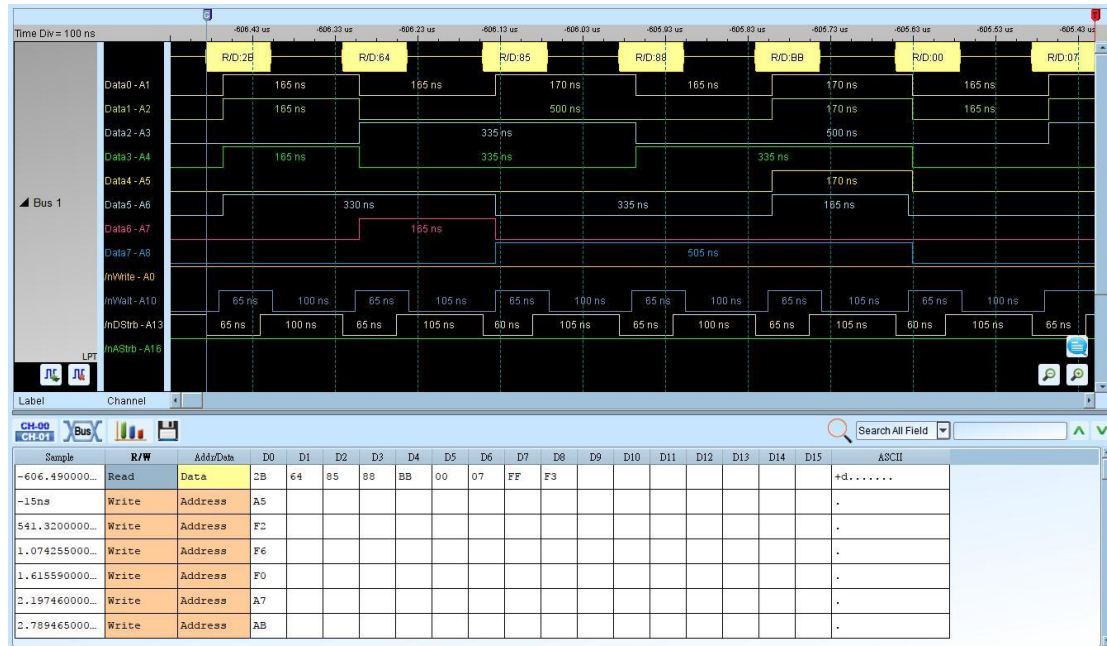 Time Div = 100 ns
-606.43 us -606.33 us -606.23 us -606.13 us -606.03 us -605.93 us -605.83 us -605.73 us -605.63 us -605.53 us -605.43 us
R/D:2B R/D:64 R/D:85 R/D:88 R/D:BB R/D:00 R/D:07
Data0 - A1 165 ns 165 ns 170 ns 165 ns 170 ns 165 ns
Data1 - A2 165 ns 500 ns 170 ns 165 ns
Data2 - A3 335 ns 500 ns
Data3 - A4 165 ns 335 ns 335 ns
Data4 - A5 170 ns
Bus 1
Data5 - A6 330 ns 335 ns 165 ns
Data6 - A7 165 ns
Data7 - A8 505 ns
/nWrite - A0
/nWait - A10 65 ns 100 ns 65 ns 105 ns 65 ns 100 ns 65 ns 100 ns 65 ns 105 ns 65 ns 100 ns
/nDStrb - A13 65 ns 100 ns 65 ns 105 ns 60 ns 105 ns 65 ns 100 ns 65 ns 105 ns 60 ns 105 ns 65 ns
/nAStrb - A16
LPT
Label Channel
CH-00
CH-01 Bus Search All Field
Sample R/W Addr/Data D0 D1 D2 D3 D4 D5 D6 D7 D8 D9 D10 D11 D12 D13 D14 D15 ASCII
-606.490000... Read Data 2B 64 85 88 BB 00 07 FF F3 +d.......
-15ns Write Address A5 .
541.3200000... Write Address F2 .
1.074255000... Write Address F6 .
1.615590000... Write Address F0 .
2.197460000... Write Address A7 .
2.789465000... Write Address AB .